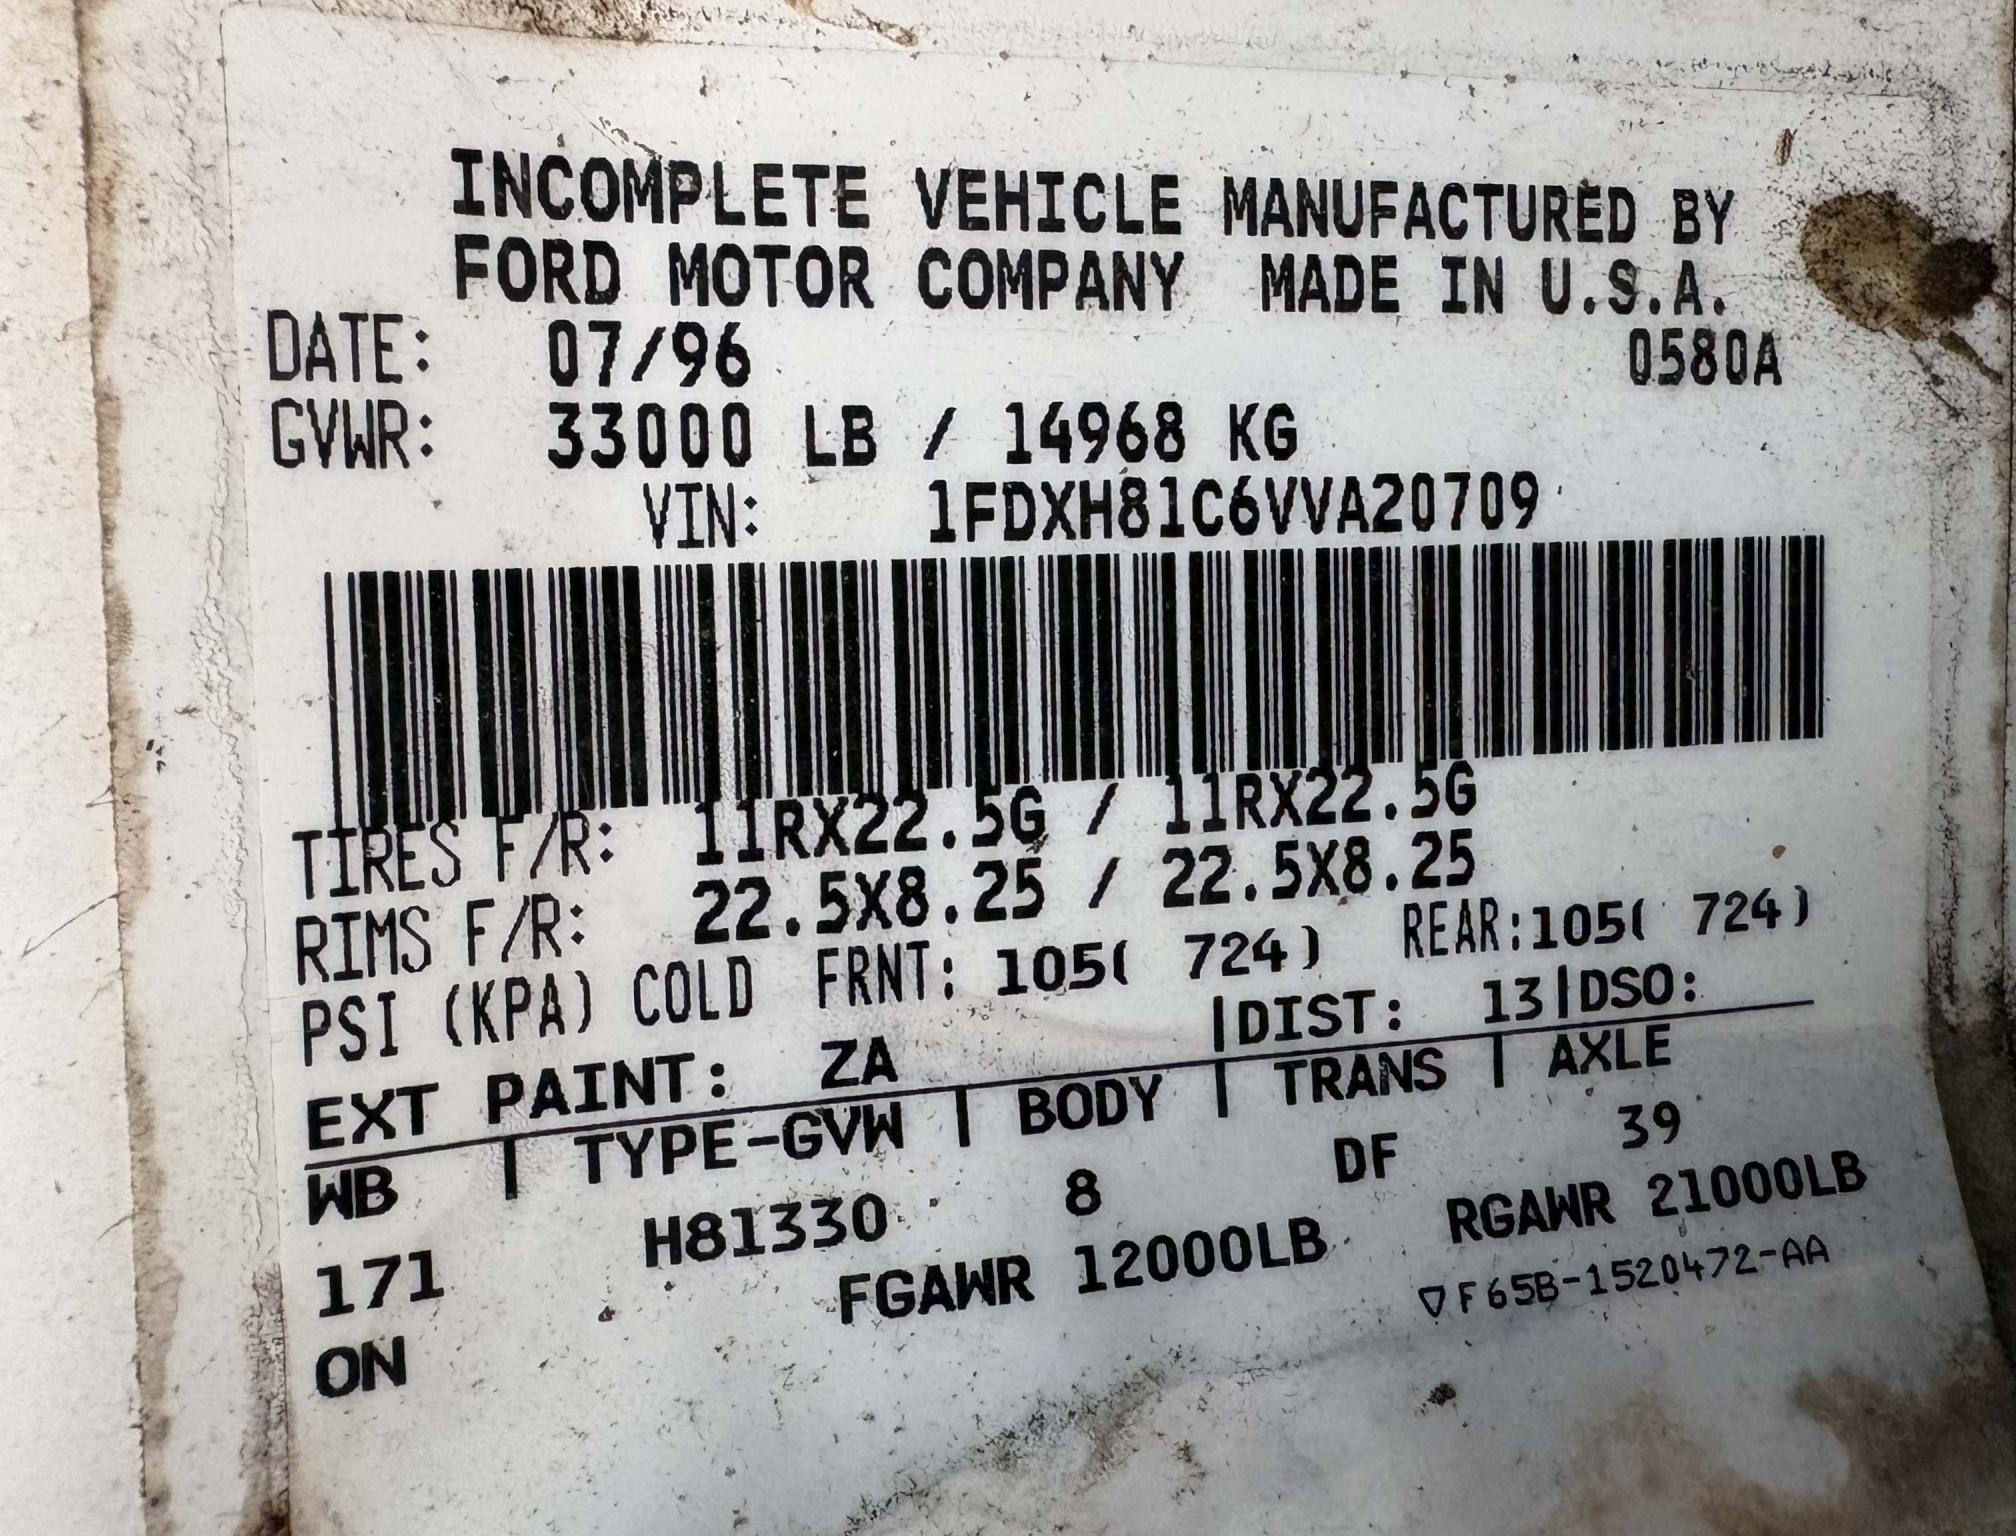 INCOMPLETE VEHICLE MANUFACTURED BY
FORD MOTOR COMPANY MADE IN U.S.A.
DATE: 07/96 0580A
GVWR: 33000 LB / 14968 KG
VIN: 1FDXH81C6VVA20709
TIRES F/R: 11RX22.5G / 11RX22.5G
RIMS F/R: 22.5X8.25 / 22.5X8.25
PSI (KPA) COLD FRNT: 105( 724) REAR:105( 724)
EXT PAINT: ZA |DIST: 13|DSO:
WB | TYPE-GVW | BODY | TRANS | AXLE
171 H81330 8 DF 39
ON FGAWR 12000LB RGAWR 21000LB
▽F65B-1520472-AA